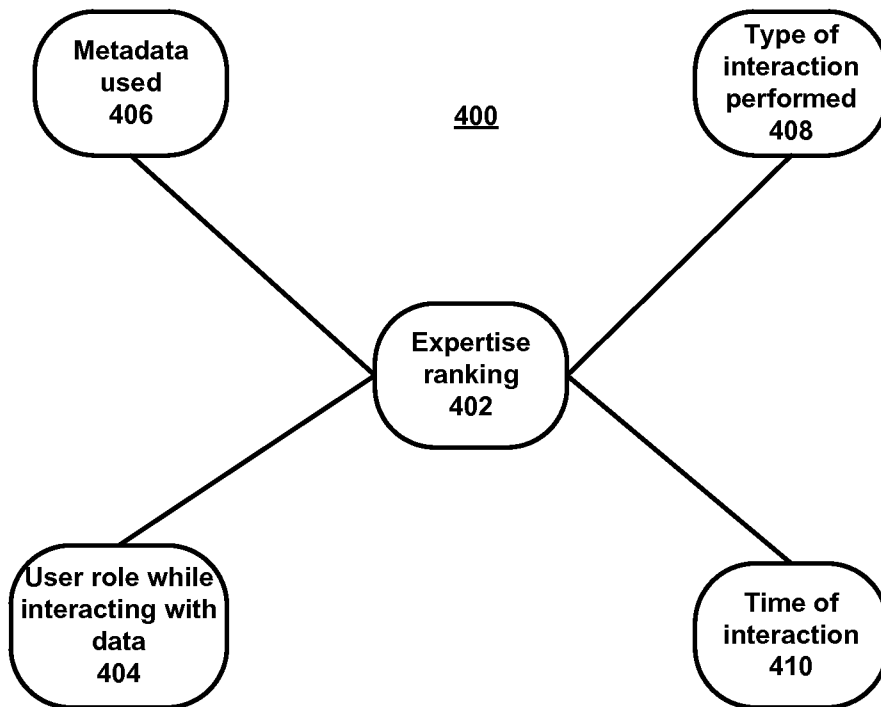 Metadata
used
406
400
Type of
interaction
performed
408
Expertise
ranking
402
User role while
interacting with
data
404
Time of
interaction
410